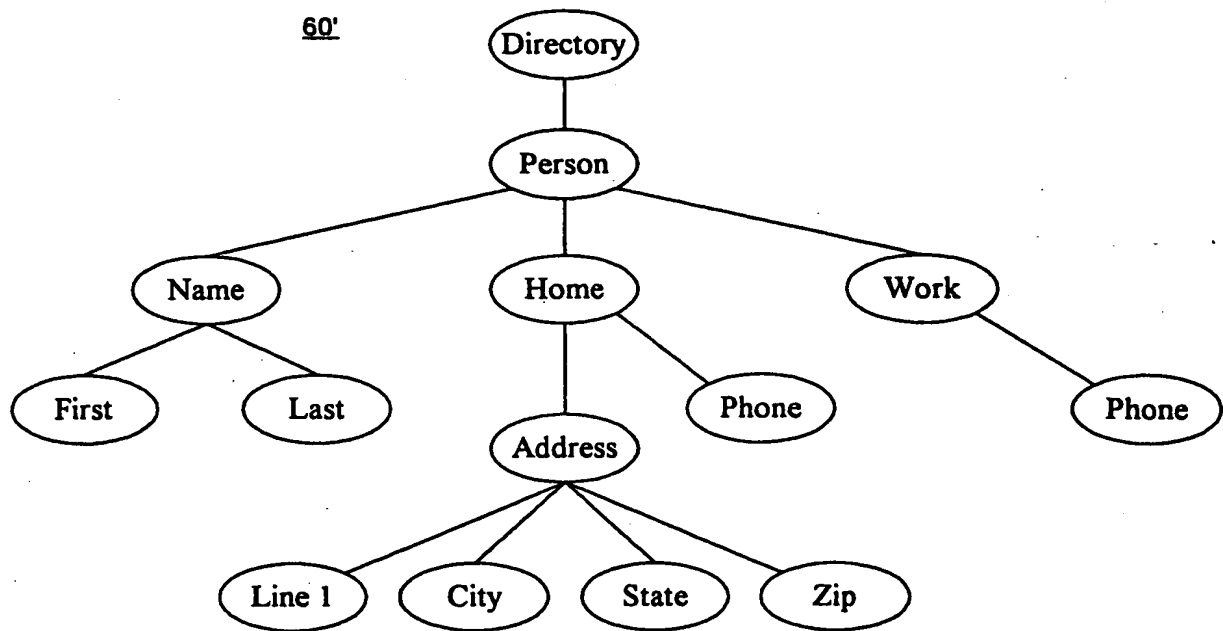 60'
Directory
Person
Name
Home
Work
First
Last
Phone
Phone
Address
Line 1
City
State
Zip